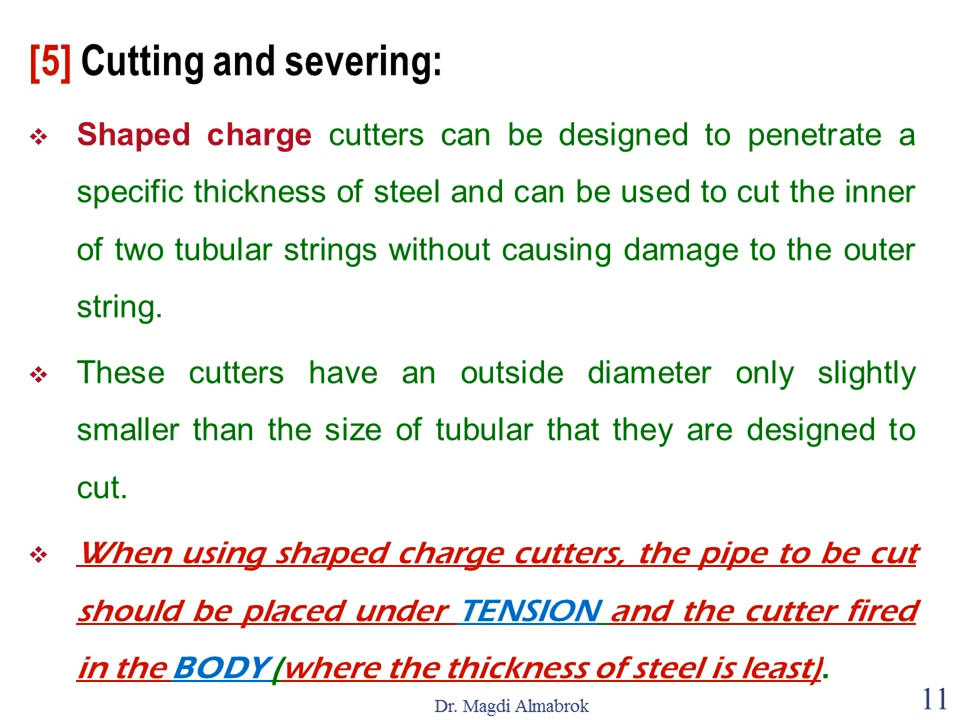 [5] Cutting and severing:
❖ Shaped charge cutters can be designed to penetrate a
specific thickness of steel and can be used to cut the inner
of two tubular strings without causing damage to the outer
string.
❖ These cutters have an outside diameter only slightly
smaller than the size of tubular that they are designed to
cut.
❖ When using shaped charge cutters, the pipe to be cut
should be placed under TENSION and the cutter fired
in the BODY (where the thickness of steel is least).
Dr. Magdi Almabrok
11